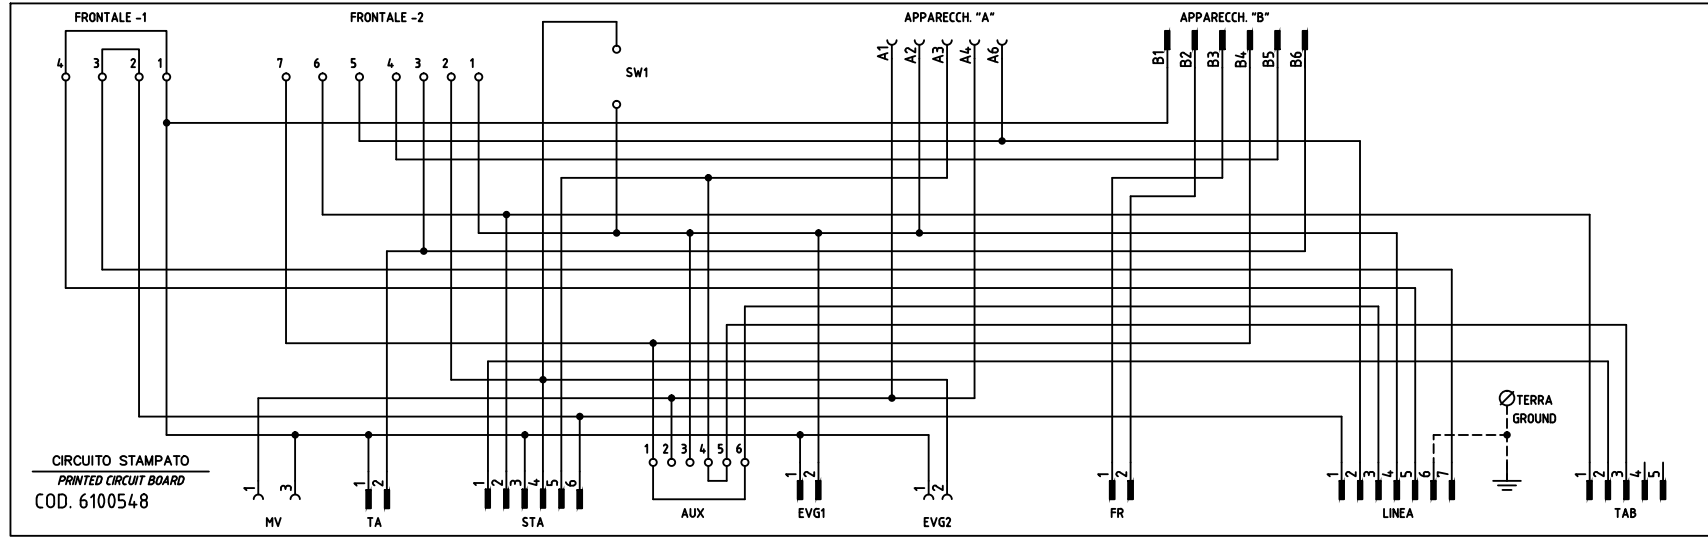 FRONTALE -1
FRONTALE -2
APPARECCH. "A"
APPARECCH. "B"
4 3 2 1
7 6 5 4 3 2 1
SW1
A1 A2 A3 A4 A6
B1 B2 B3 B4 B5 B6
TERRA
GROUND
CIRCUITO STAMPATO
PRINTED CIRCUIT BOARD
COD. 6100548
1 3
1 2
1 2 3 4 5 6
1 2 3 4 5 6
1 2
1 2
1 2
1 2 3 4 5 6 7
1 2 3 4 5
MV
TA
STA
AUX
EVG1
EVG2
FR
LINEA
TAB